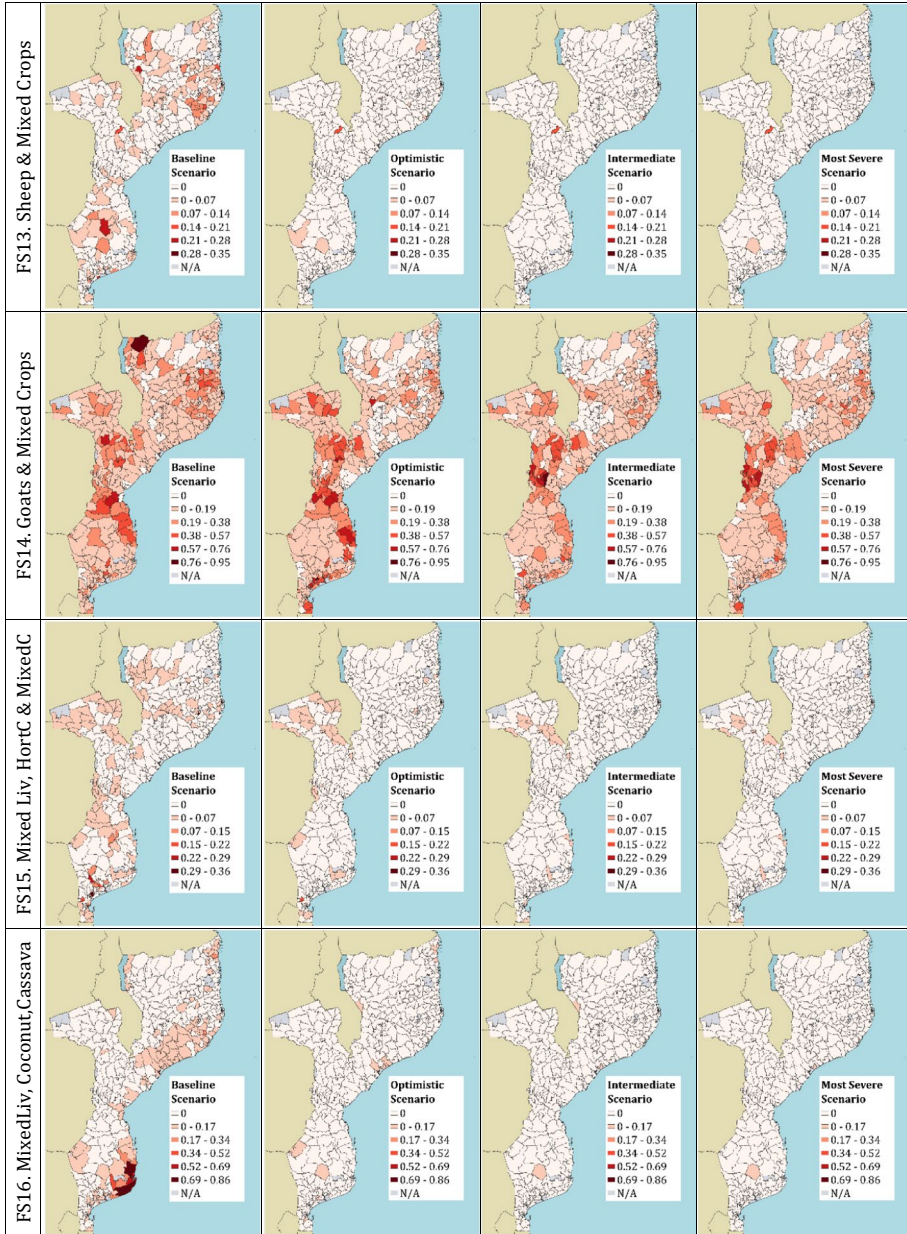 FS13. Sheep & Mixed Crops
Baseline
Scenario
0
0 - 0.07
0.07 - 0.14
0.14 - 0.21
0.21 - 0.28
0.28 - 0.35
N/A
Optimistic
Scenario
0
0 - 0.07
0.07 - 0.14
0.14 - 0.21
0.21 - 0.28
0.28 - 0.35
N/A
Intermediate
Scenario
0
0 - 0.07
0.07 - 0.14
0.14 - 0.21
0.21 - 0.28
0.28 - 0.35
N/A
Most Severe
Scenario
0
0 - 0.07
0.07 - 0.14
0.14 - 0.21
0.21 - 0.28
0.28 - 0.35
N/A
FS14. Goats & Mixed Crops
Baseline
Scenario
0
0 - 0.19
0.19 - 0.38
0.38 - 0.57
0.57 - 0.76
0.76 - 0.95
N/A
Optimistic
Scenario
0
0 - 0.19
0.19 - 0.38
0.38 - 0.57
0.57 - 0.76
0.76 - 0.95
N/A
Intermediate
Scenario
0
0 - 0.19
0.19 - 0.38
0.38 - 0.57
0.57 - 0.76
0.76 - 0.95
N/A
Most Severe
Scenario
0
0 - 0.19
0.19 - 0.38
0.38 - 0.57
0.57 - 0.76
0.76 - 0.95
N/A
FS15. Mixed Liv, HortC & MixedC
Baseline
Scenario
0
0 - 0.07
0.07 - 0.15
0.15 - 0.22
0.22 - 0.29
0.29 - 0.36
N/A
Optimistic
Scenario
0
0 - 0.07
0.07 - 0.15
0.15 - 0.22
0.22 - 0.29
0.29 - 0.36
N/A
Intermediate
Scenario
0
0 - 0.07
0.07 - 0.15
0.15 - 0.22
0.22 - 0.29
0.29 - 0.36
N/A
Most Severe
Scenario
0
0 - 0.07
0.07 - 0.15
0.15 - 0.22
0.22 - 0.29
0.29 - 0.36
N/A
FS16. MixedLiv, Coconut,Cassava
Baseline
Scenario
0
0 - 0.17
0.17 - 0.34
0.34 - 0.52
0.52 - 0.69
0.69 - 0.86
N/A
Optimistic
Scenario
0
0 - 0.17
0.17 - 0.34
0.34 - 0.52
0.52 - 0.69
0.69 - 0.86
N/A
Intermediate
Scenario
0
0 - 0.17
0.17 - 0.34
0.34 - 0.52
0.52 - 0.69
0.69 - 0.86
N/A
Most Severe
Scenario
0
0 - 0.17
0.17 - 0.34
0.34 - 0.52
0.52 - 0.69
0.69 - 0.86
N/A